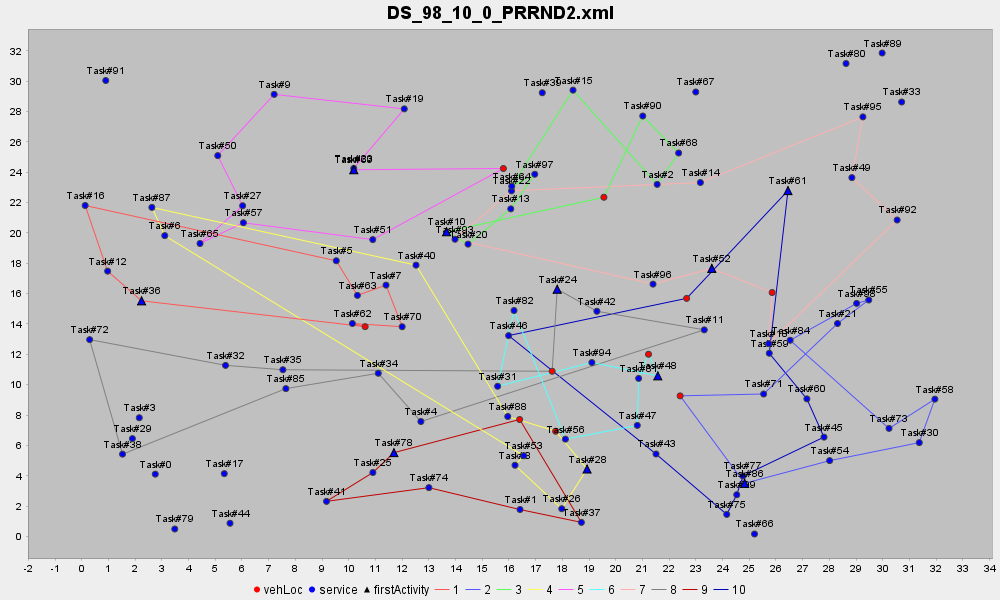 DS_98_10_0_PRRND2.xml
32
30
28
26
24
22
20
18
16
14
12
10
8
6
4
2
0
Task#89
Task#80
Task#91
Task#9
Task#39
Task#15
Task#67
Task#33
Task#19
Task#90
Task#95
Task#50
Task#68
Task#97
Task#2
Task#14
Task#49
Task#61
Task#16
Task#87
Task#27
Task#22
Task#13
Task#92
Task#57
Task#6
Task#65
Task#51
Task#10
Task#93
Task#20
Task#5
Task#40
Task#52
Task#12
Task#63
Task#7
Task#24
Task#96
Task#36
Task#82
Task#42
Task#55
Task#62
Task#70
Task#21
Task#72
Task#46
Task#11
Task#84
Task#59
Task#32
Task#35
Task#34
Task#94
Task#48
Task#85
Task#31
Task#71
Task#60
Task#58
Task#3
Task#4
Task#88
Task#47
Task#73
Task#29
Task#56
Task#45
Task#30
Task#38
Task#78
Task#53
Task#43
Task#54
Task#0
Task#17
Task#25
Task#8
Task#28
Task#77
Task#86
Task#41
Task#74
Task#79
Task#44
Task#1
Task#26
Task#37
Task#75
Task#66
-2 -1 0 1 2 3 4 5 6 7 8 9 10 11 12 13 14 15 16 17 18 19 20 21 22 23 24 25 26 27 28 29 30 31 32 33 34
vehLoc service firstActivity 1 2 3 4 5 6 7 8 9 10